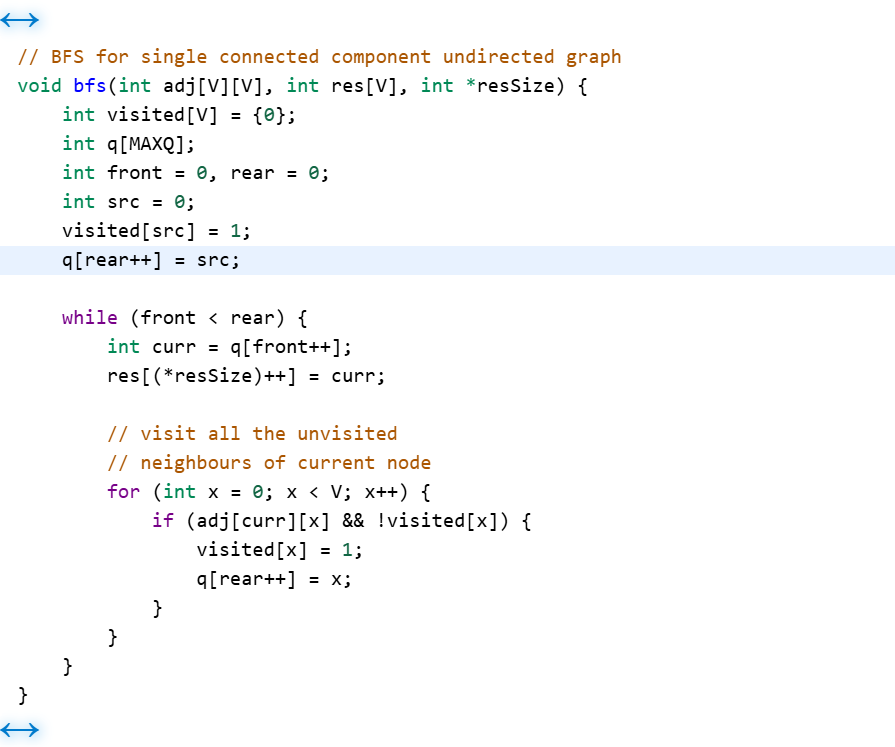 // BFS for single connected component undirected graph
void bfs(int adj[V][V], int res[V], int *resSize) {
    int visited[V] = {0};
    int q[MAXQ];
    int front = 0, rear = 0;
    int src = 0;
    visited[src] = 1;
    q[rear++] = src;

    while (front < rear) {
        int curr = q[front++];
        res[(*resSize)++] = curr;

        // visit all the unvisited
        // neighbours of current node
        for (int x = 0; x < V; x++) {
            if (adj[curr][x] && !visited[x]) {
                visited[x] = 1;
                q[rear++] = x;
            }
        }
    }
}